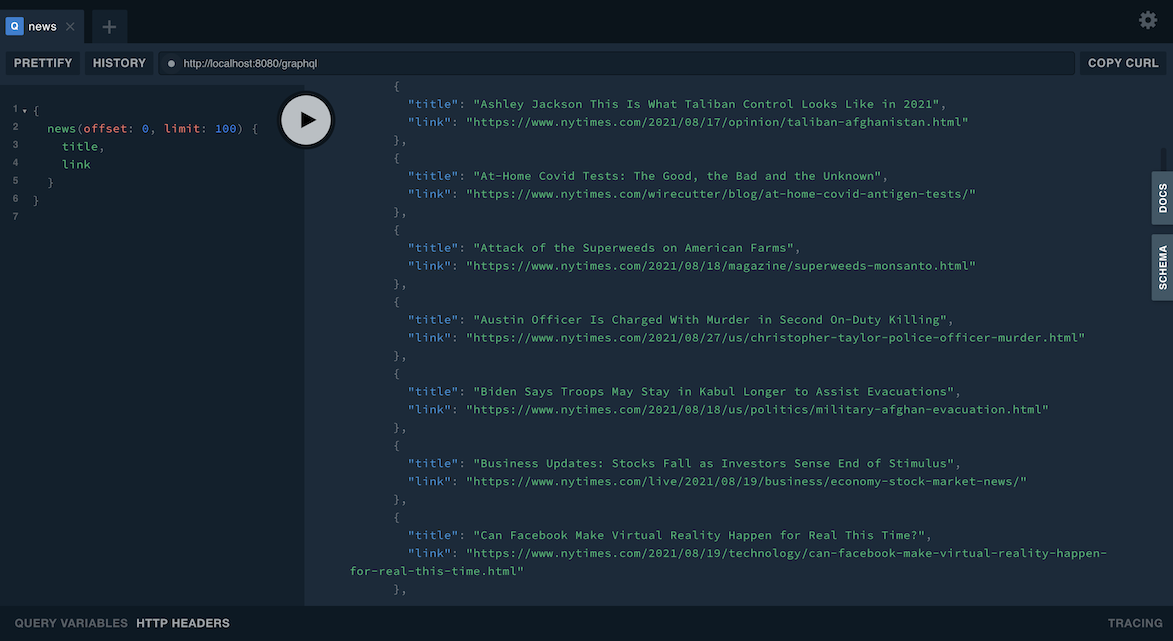 Q news ×
+
PRETTIFY HISTORY http://localhost:8080/graphql COPY CURL
1 {
2 news(offset: 0, limit: 100) {
3 title,
4 link
5 }
6 }
7
{
"title": "Ashley Jackson This Is What Taliban Control Looks Like in 2021",
"link": "https://www.nytimes.com/2021/08/17/opinion/taliban-afghanistan.html"
},
{
"title": "At-Home Covid Tests: The Good, the Bad and the Unknown",
"link": "https://www.nytimes.com/wirecutter/blog/at-home-covid-antigen-tests/"
},
{
"title": "Attack of the Superweeds on American Farms",
"link": "https://www.nytimes.com/2021/08/18/magazine/superweeds-monsanto.html"
},
{
"title": "Austin Officer Is Charged With Murder in Second On-Duty Killing",
"link": "https://www.nytimes.com/2021/08/27/us/christopher-taylor-police-officer-murder.html"
},
{
"title": "Biden Says Troops May Stay in Kabul Longer to Assist Evacuations",
"link": "https://www.nytimes.com/2021/08/18/us/politics/military-afghan-evacuation.html"
},
{
"title": "Business Updates: Stocks Fall as Investors Sense End of Stimulus",
"link": "https://www.nytimes.com/live/2021/08/19/business/economy-stock-market-news/"
},
{
"title": "Can Facebook Make Virtual Reality Happen for Real This Time?",
"link": "https://www.nytimes.com/2021/08/19/technology/can-facebook-make-virtual-reality-happen-
for-real-this-time.html"
},
DOCS
SCHEMA
QUERY VARIABLES HTTP HEADERS TRACING